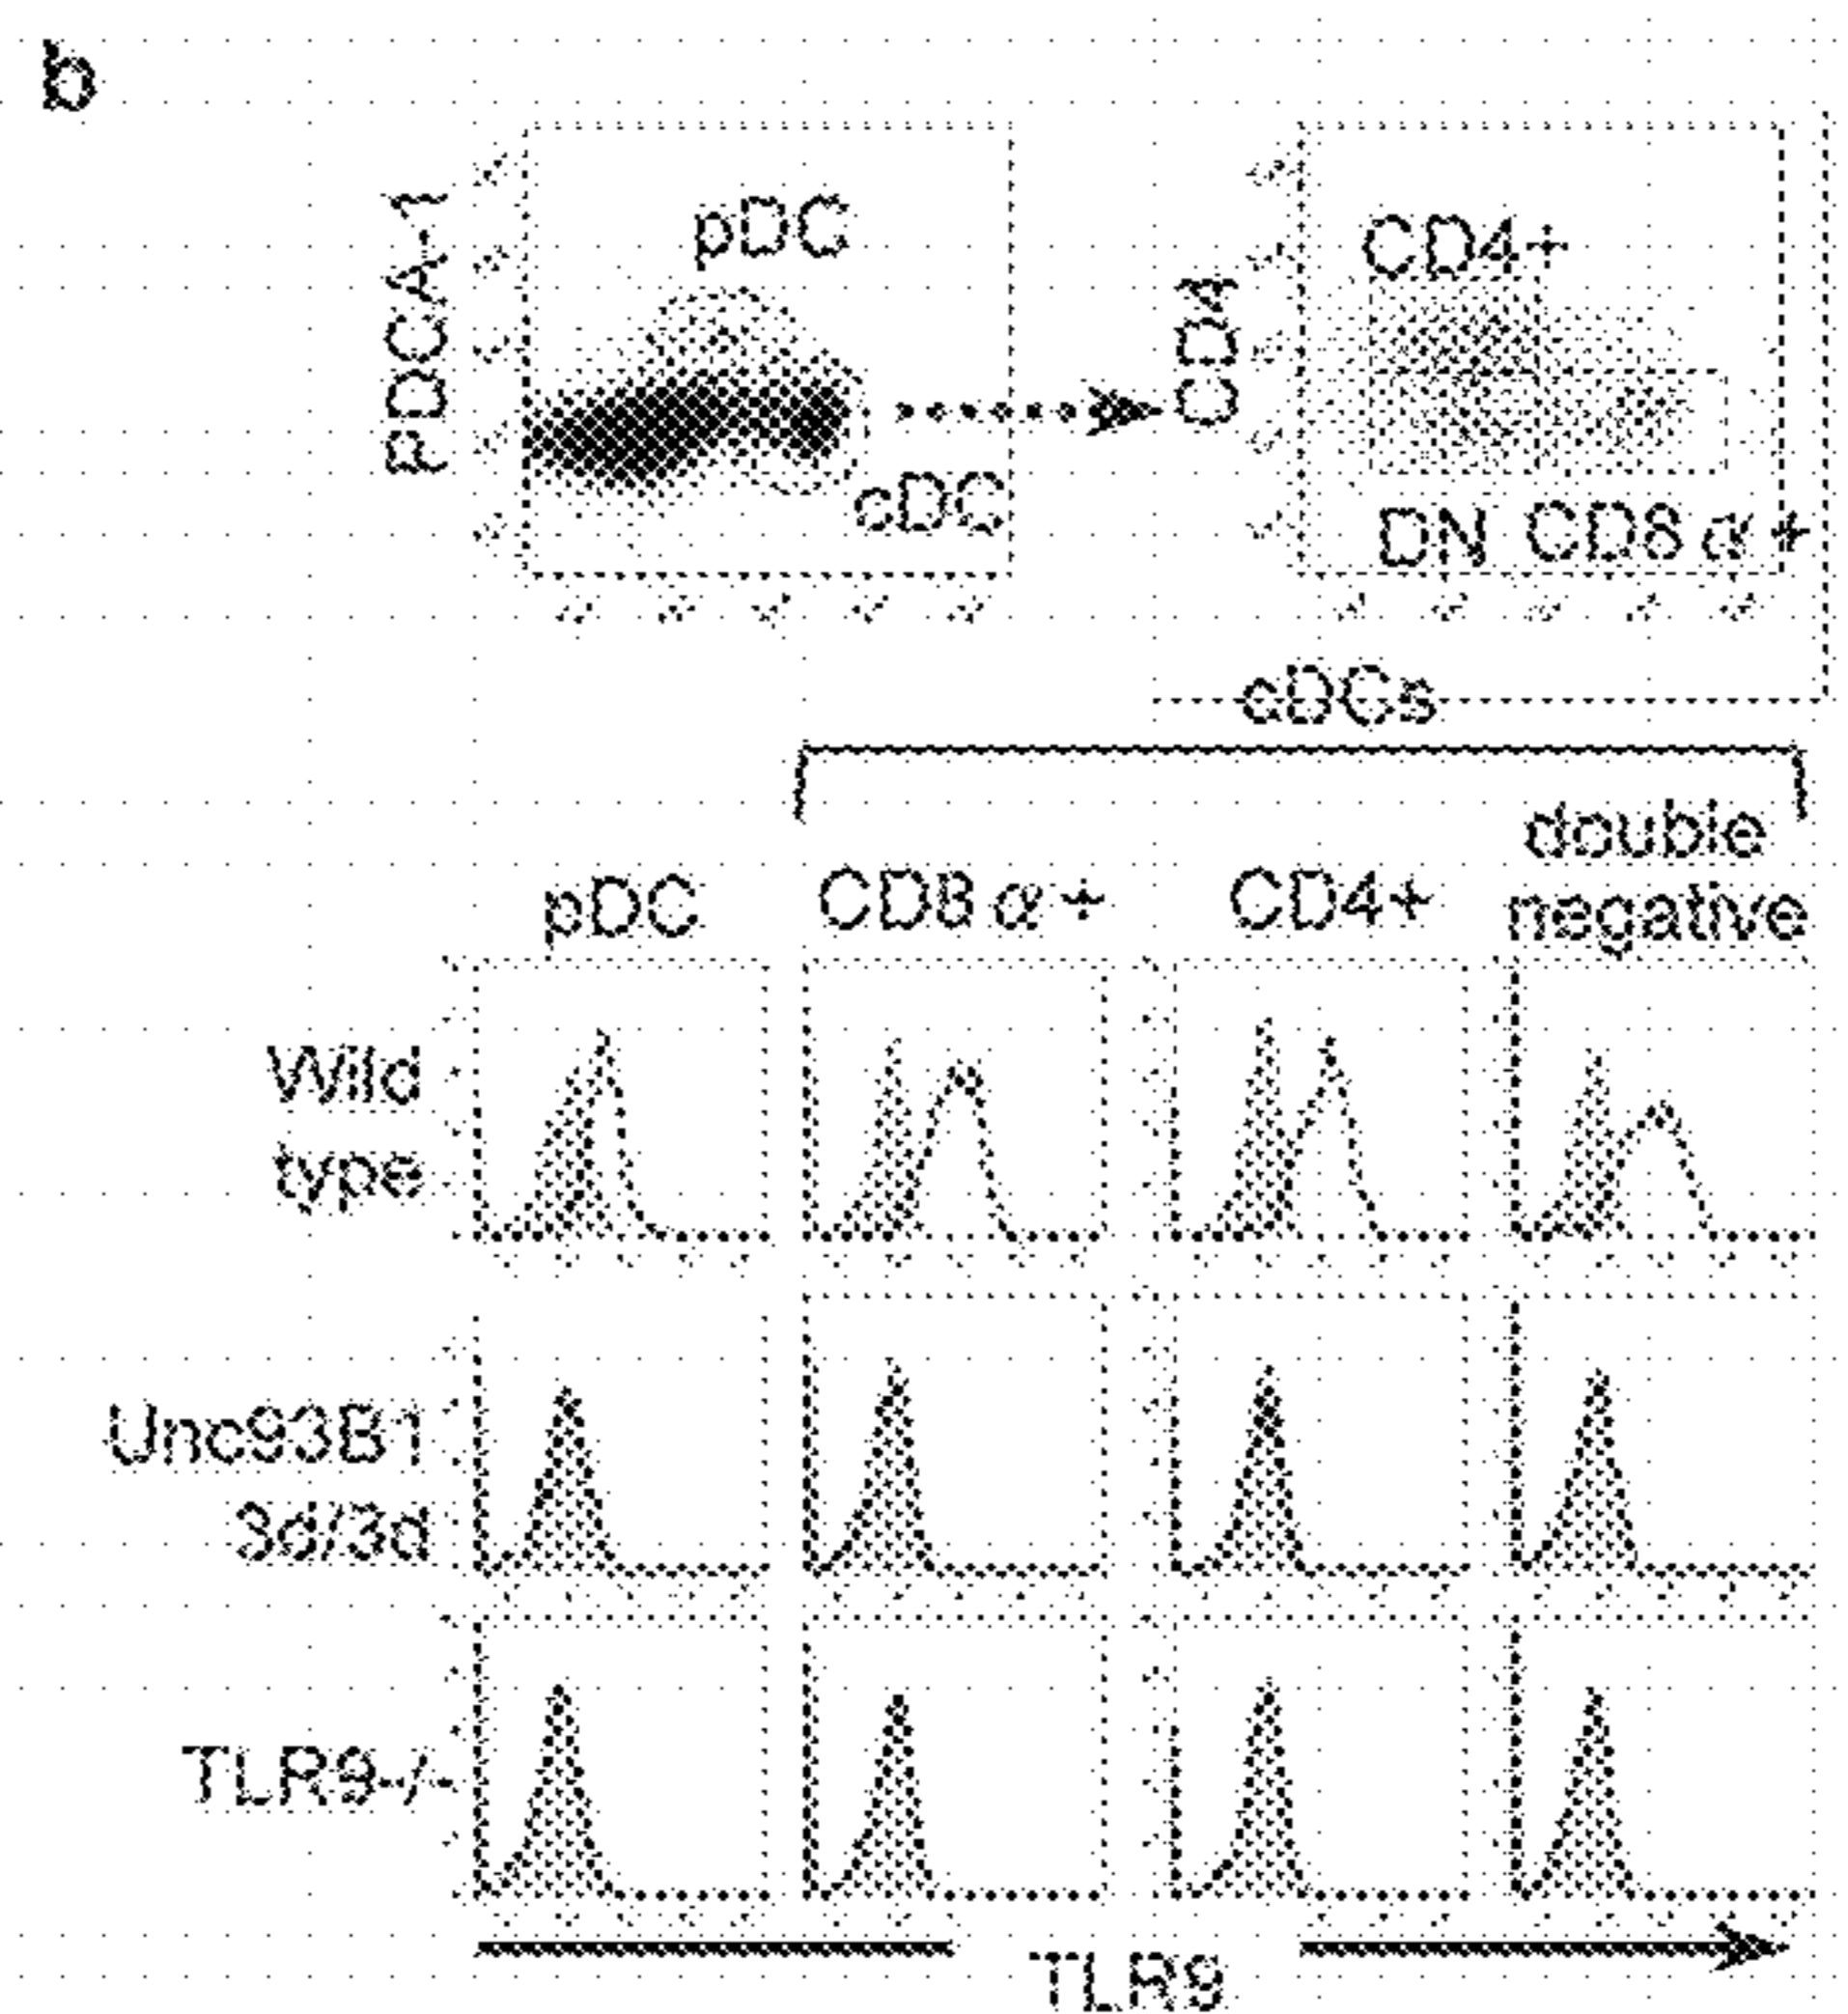 b
PDCA-1
pDC
cDC
CD4
CD4+
DN CD8α+
cDCs
pDC
CD8α+
CD4+
double
negative
Wild
type
Unc93B1
3d/3d
TLR9-/-
TLR9